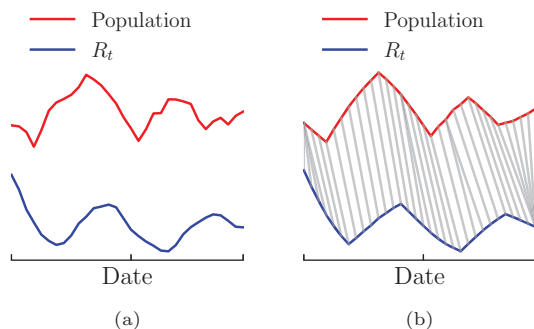 Population
R_t
Date
(a)
Population
R_t
Date
(b)